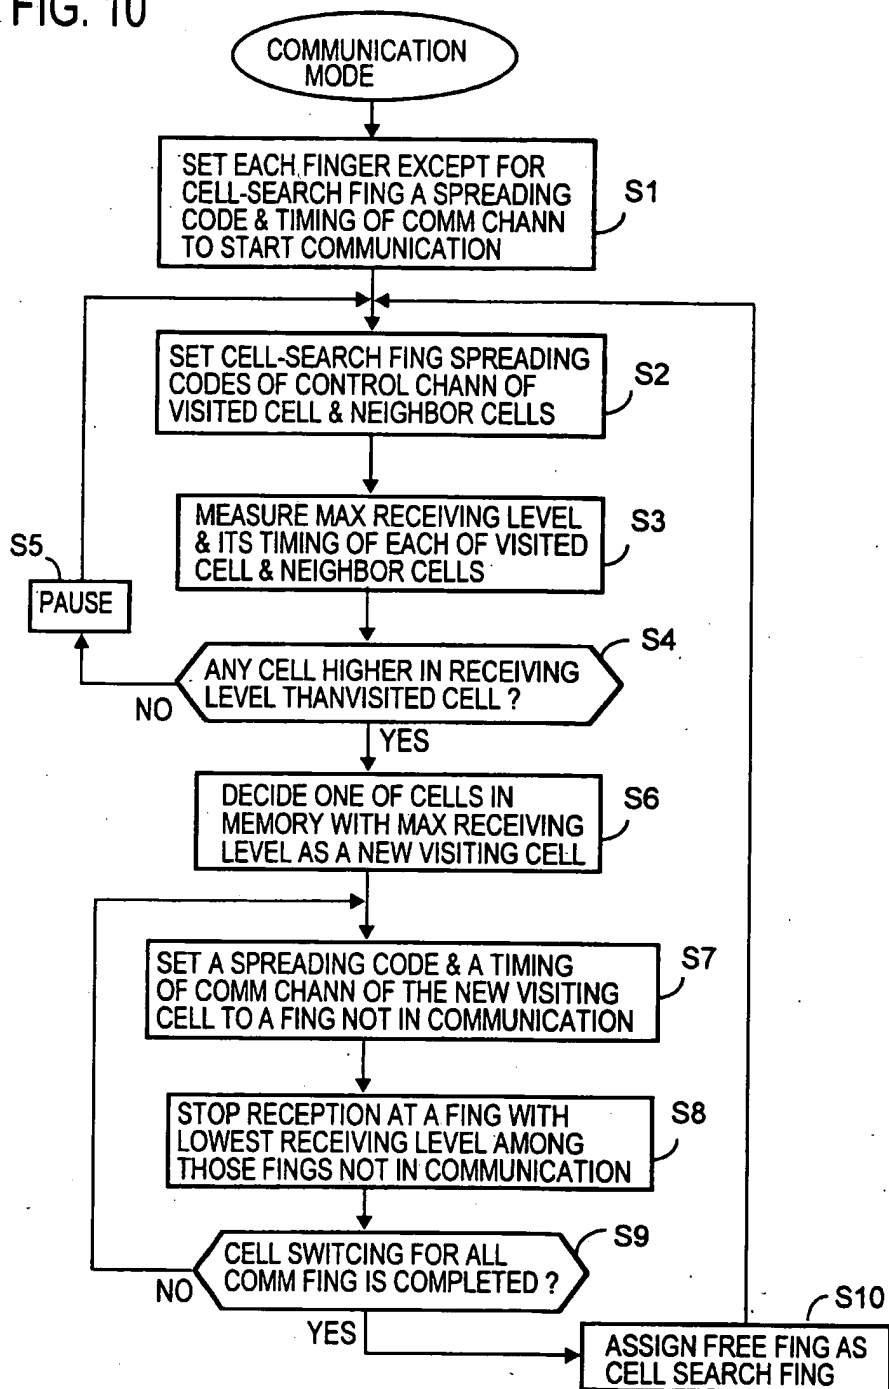 FIG. 10
COMMUNICATION
MODE
SET EACH FINGER EXCEPT FOR
CELL-SEARCH FING A SPREADING
CODE & TIMING OF COMM CHANN
TO START COMMUNICATION
S1
SET CELL-SEARCH FING SPREADING
CODES OF CONTROL CHANN OF
VISITED CELL & NEIGHBOR CELLS
S2
MEASURE MAX RECEIVING LEVEL
& ITS TIMING OF EACH OF VISITED
CELL & NEIGHBOR CELLS
S3
S5
PAUSE
ANY CELL HIGHER IN RECEIVING
LEVEL THANVISITED CELL ?
S4
NO
YES
DECIDE ONE OF CELLS IN
MEMORY WITH MAX RECEIVING
LEVEL AS A NEW VISITING CELL
S6
SET A SPREADING CODE & A TIMING
OF COMM CHANN OF THE NEW VISITING
CELL TO A FING NOT IN COMMUNICATION
S7
STOP RECEPTION AT A FING WITH
LOWEST RECEIVING LEVEL AMONG
THOSE FINGS NOT IN COMMUNICATION
S8
CELL SWITCING FOR ALL
COMM FING IS COMPLETED ?
S9
NO
YES
S10
ASSIGN FREE FING AS
CELL SEARCH FING